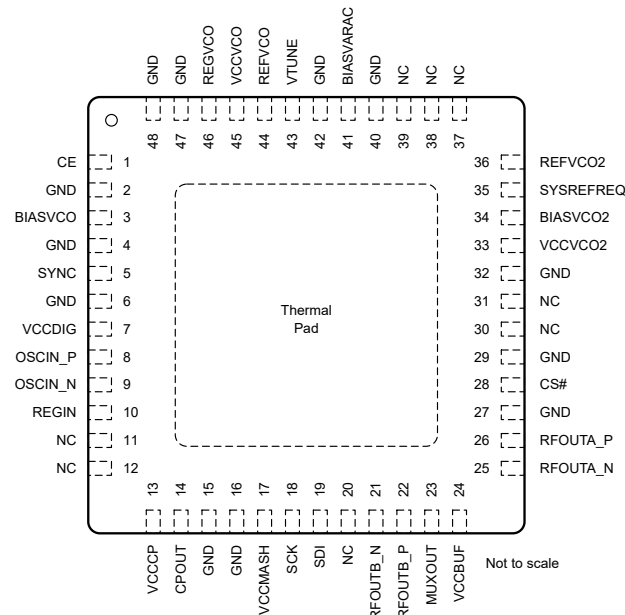 GND
GND
REGVCO
VCCVCO
REFVCO
VTUNE
GND
BIASVARAC
GND
NC
NC
NC
48
47
46
45
44
43
42
41
40
39
38
37
CE 1
GND 2
BIASVCO 3
GND 4
SYNC 5
GND 6
VCCDIG 7
OSCIN_P 8
OSCIN_N 9
REGIN 10
NC 11
NC 12
Thermal
Pad
36 REFVCO2
35 SYSREFREQ
34 BIASVCO2
33 VCCVCO2
32 GND
31 NC
30 NC
29 GND
28 CS#
27 GND
26 RFOUTA_P
25 RFOUTA_N
13
14
15
16
17
18
19
20
21
22
23
24
VCCCP
CPOUT
GND
GND
VCCMASH
SCK
SDI
NC
RFOUTB_N
RFOUTB_P
MUXOUT
VCCBUF
Not to scale